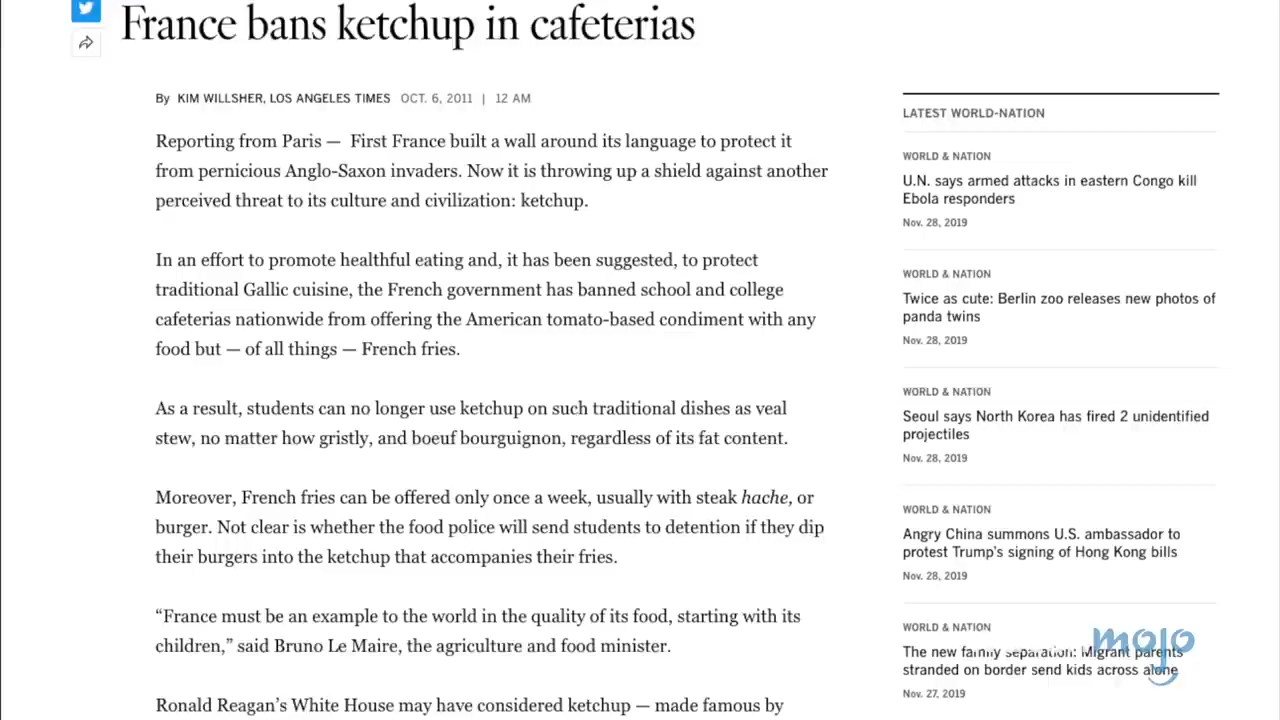 France bans ketchup in cafeterias
By KIM WILLSHER, LOS ANGELES TIMES OCT. 6, 2011 | 12 AM
Reporting from Paris — First France built a wall around its language to protect it
from pernicious Anglo-Saxon invaders. Now it is throwing up a shield against another
perceived threat to its culture and civilization: ketchup.
In an effort to promote healthful eating and, it has been suggested, to protect
traditional Gallic cuisine, the French government has banned school and college
cafeterias nationwide from offering the American tomato-based condiment with any
food but — of all things — French fries.
As a result, students can no longer use ketchup on such traditional dishes as veal
stew, no matter how gristly, and boeuf bourguignon, regardless of its fat content.
Moreover, French fries can be offered only once a week, usually with steak hache, or
burger. Not clear is whether the food police will send students to detention if they dip
their burgers into the ketchup that accompanies their fries.
“France must be an example to the world in the quality of its food, starting with its
children,” said Bruno Le Maire, the agriculture and food minister.
Ronald Reagan’s White House may have considered ketchup — made famous by
LATEST WORLD-NATION
WORLD & NATION
U.N. says armed attacks in eastern Congo kill
Ebola responders
Nov. 28, 2019
WORLD & NATION
Twice as cute: Berlin zoo releases new photos of
panda twins
Nov. 28, 2019
WORLD & NATION
Seoul says North Korea has fired 2 unidentified
projectiles
Nov. 28, 2019
WORLD & NATION
Angry China summons U.S. ambassador to
protest Trump’s signing of Hong Kong bills
Nov. 28, 2019
WORLD & NATION
The new family separation: Migrant parents
stranded on border send kids across alone
Nov. 27, 2019
mojo